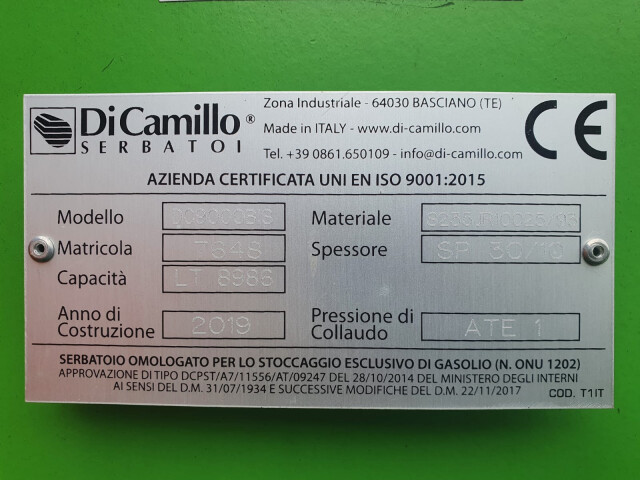 Di Camillo ®
SERBATOI
Zona Industriale - 64030 BASCIANO (TE)
Made in ITALY - www.di-camillo.com
Tel. +39 0861.650109 - info@di-camillo.com
CE
AZIENDA CERTIFICATA UNI EN ISO 9001:2015
Modello
Materiale
Matricola 7348
Spessore SP. 30/10
Capacità LT 8986
Anno di
Costruzione 2019
Pressione di
Collaudo ATE 1
SERBATOIO OMOLOGATO PER LO STOCCAGGIO ESCLUSIVO DI GASOLIO (N. ONU 1202)
APPROVAZIONE DI TIPO DCPST/A7/11556/AT/09247 DEL 28/10/2014 DEL MINISTERO DEGLI INTERNI
AI SENSI DEL D.M. 31/07/1934 E SUCCESSIVE MODIFICHE DEL D.M. 22/11/2017
COD. T1IT